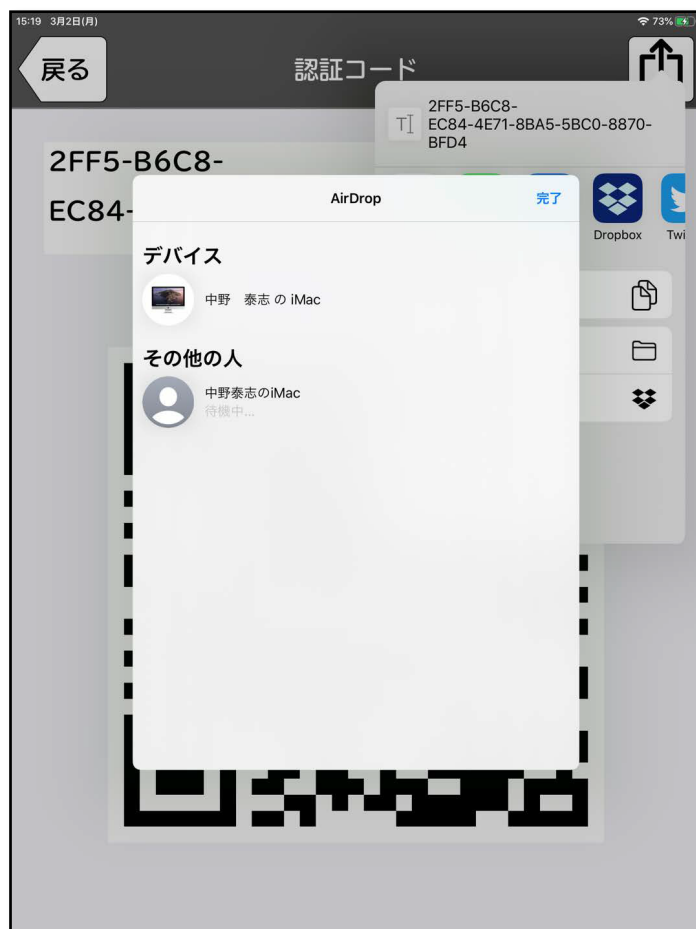 15:19 3月2日(月)
73%
戻る
認証コード
2FF5-B6C8-
EC84-4E71-8BA5-5BC0-8870-
BFD4
2FF5-B6C8-
EC84-
Dropbox
Twi
AirDrop
完了
デバイス
中野 泰志 の iMac
その他の人
中野泰志のiMac
待機中...